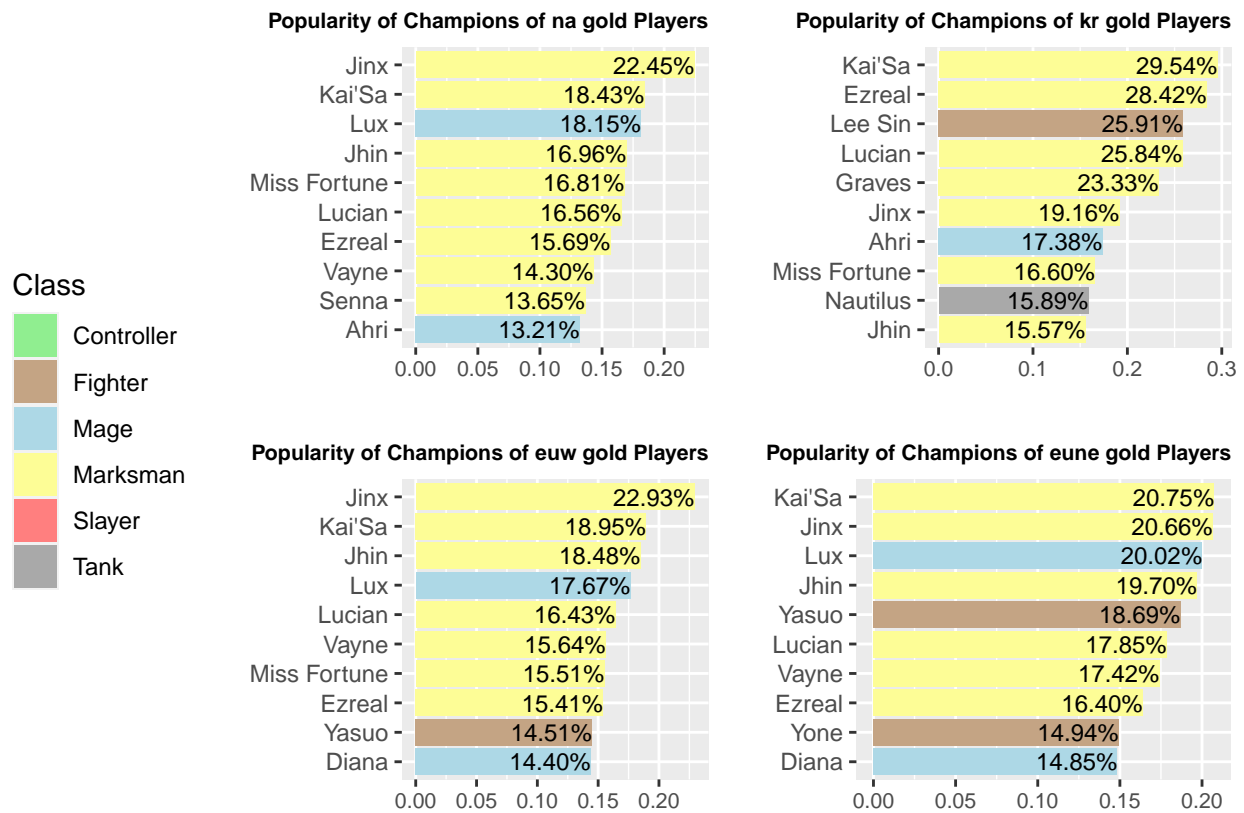 Popularity of Champions of na gold Players
Jinx 22.45%
Kai'Sa 18.43%
Lux 18.15%
Jhin 16.96%
Miss Fortune 16.81%
Lucian 16.56%
Ezreal 15.69%
Vayne 14.30%
Senna 13.65%
Ahri 13.21%
0.00 0.05 0.10 0.15 0.20
Popularity of Champions of kr gold Players
Kai'Sa 29.54%
Ezreal 28.42%
Lee Sin 25.91%
Lucian 25.84%
Graves 23.33%
Jinx 19.16%
Ahri 17.38%
Miss Fortune 16.60%
Nautilus 15.89%
Jhin 15.57%
0.0 0.1 0.2 0.3
Class
Controller
Fighter
Mage
Marksman
Slayer
Tank
Popularity of Champions of euw gold Players
Jinx 22.93%
Kai'Sa 18.95%
Jhin 18.48%
Lux 17.67%
Lucian 16.43%
Vayne 15.64%
Miss Fortune 15.51%
Ezreal 15.41%
Yasuo 14.51%
Diana 14.40%
0.00 0.05 0.10 0.15 0.20
Popularity of Champions of eune gold Players
Kai'Sa 20.75%
Jinx 20.66%
Lux 20.02%
Jhin 19.70%
Yasuo 18.69%
Lucian 17.85%
Vayne 17.42%
Ezreal 16.40%
Yone 14.94%
Diana 14.85%
0.00 0.05 0.10 0.15 0.20